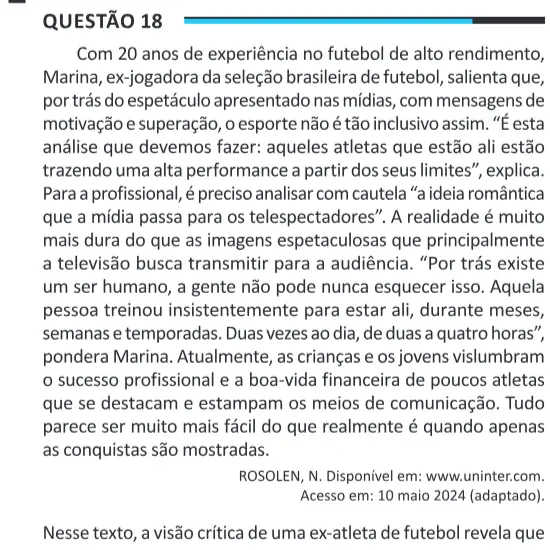 QUESTÃO 18
Com 20 anos de experiência no futebol de alto rendimento,
Marina, ex-jogadora da seleção brasileira de futebol, salienta que,
por trás do espetáculo apresentado nas mídias, com mensagens de
motivação e superação, o esporte não é tão inclusivo assim. “É esta
análise que devemos fazer: aqueles atletas que estão ali estão
trazendo uma alta performance a partir dos seus limites”, explica.
Para a profissional, é preciso analisar com cautela “a ideia romântica
que a mídia passa para os telespectadores”. A realidade é muito
mais dura do que as imagens espetaculosas que principalmente
a televisão busca transmitir para a audiência. “Por trás existe
um ser humano, a gente não pode nunca esquecer isso. Aquela
pessoa treinou insistentemente para estar ali, durante meses,
semanas e temporadas. Duas vezes ao dia, de duas a quatro horas”,
pondera Marina. Atualmente, as crianças e os jovens vislumbram
o sucesso profissional e a boa-vida financeira de poucos atletas
que se destacam e estampam os meios de comunicação. Tudo
parece ser muito mais fácil do que realmente é quando apenas
as conquistas são mostradas.
ROSOLEN, N. Disponível em: www.uninter.com.
Acesso em: 10 maio 2024 (adaptado).
Nesse texto, a visão crítica de uma ex-atleta de futebol revela que